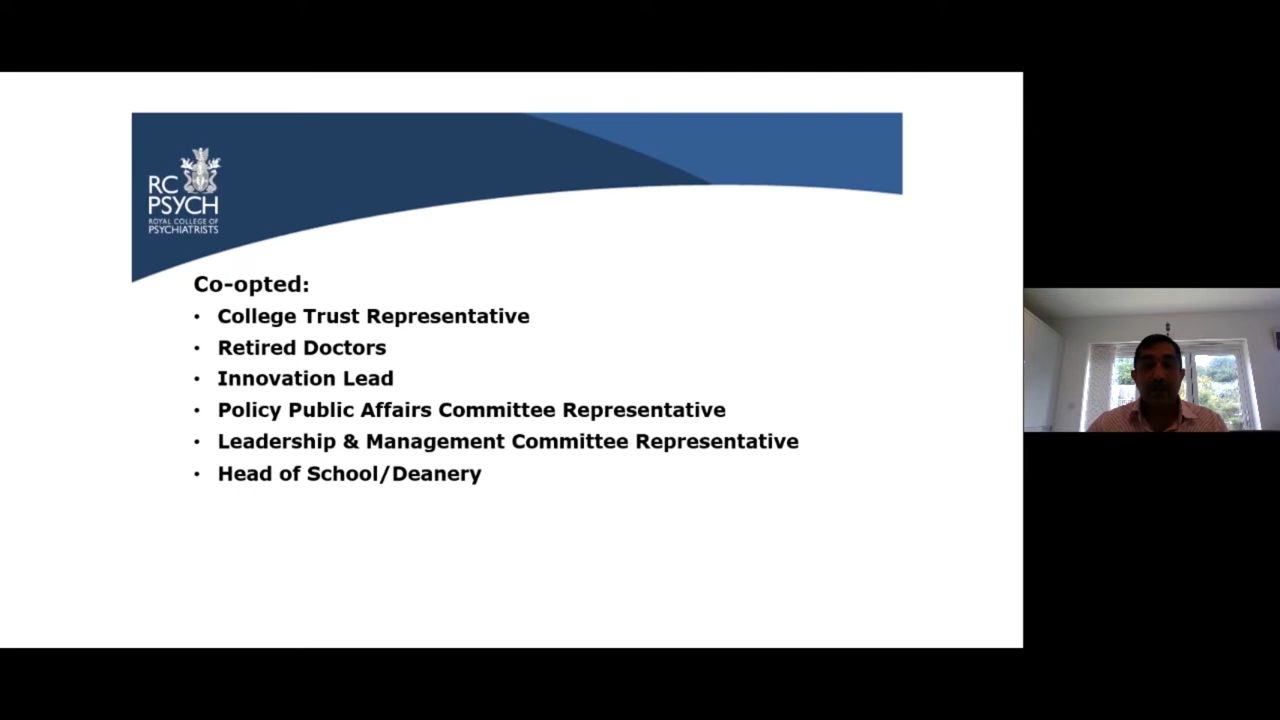 RC
PSYCH
ROYAL COLLEGE OF
PSYCHIATRISTS
Co-opted:
• College Trust Representative
• Retired Doctors
• Innovation Lead
• Policy Public Affairs Committee Representative
• Leadership & Management Committee Representative
• Head of School/Deanery